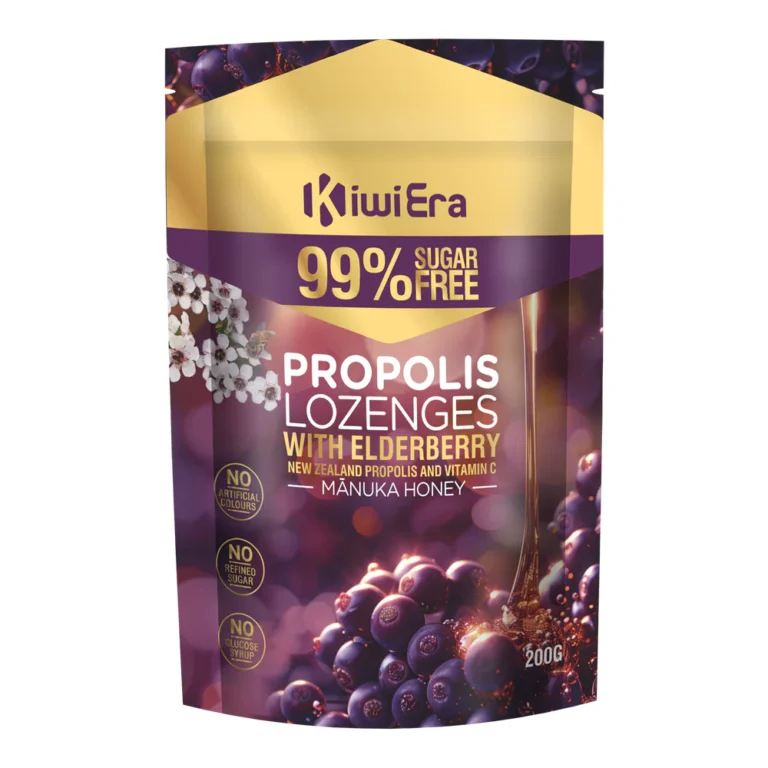 KiwiEra
99% SUGAR
FREE
PROPOLIS
LOZENGES
WITH ELDERBERRY
NEW ZEALAND PROPOLIS AND VITAMIN C
MĀNUKA HONEY
NO
ARTIFICIAL
COLOURS
NO
REFINED
SUGAR
NO
GLUCOSE
SYRUP
200G